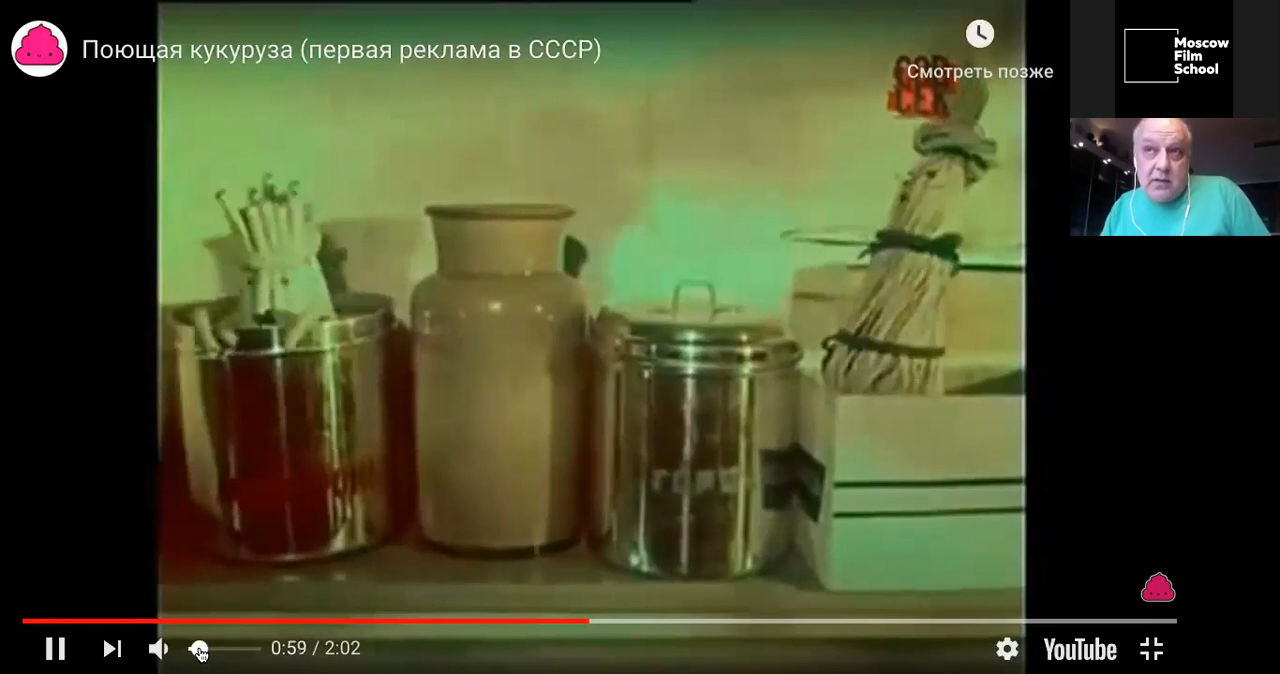 Поющая кукуруза (первая реклама в СССР)
Смотреть позже
Moscow
Film
School
0:59 / 2:02
YouTube